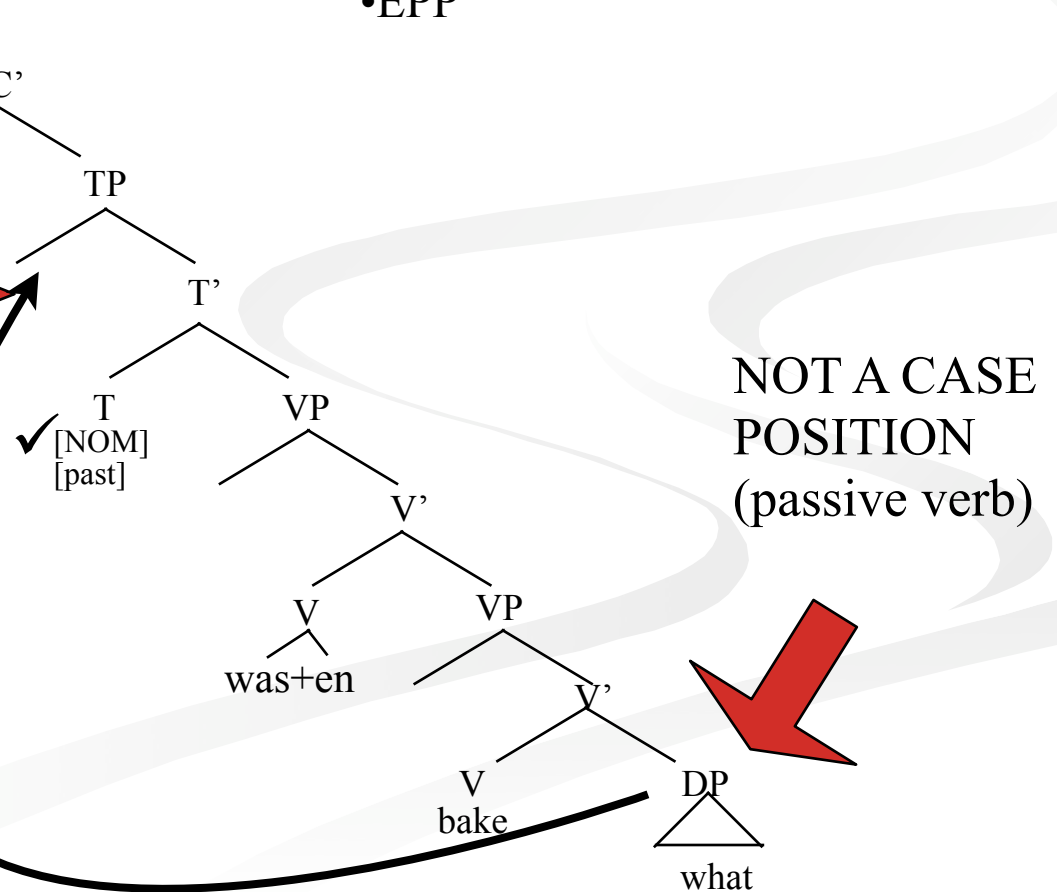 •EPP
C’
TP
T’
T
VP
[NOM]
[past]
V’
V
VP
was+en
V’
V
DP
bake
what
NOT A CASE
POSITION
(passive verb)